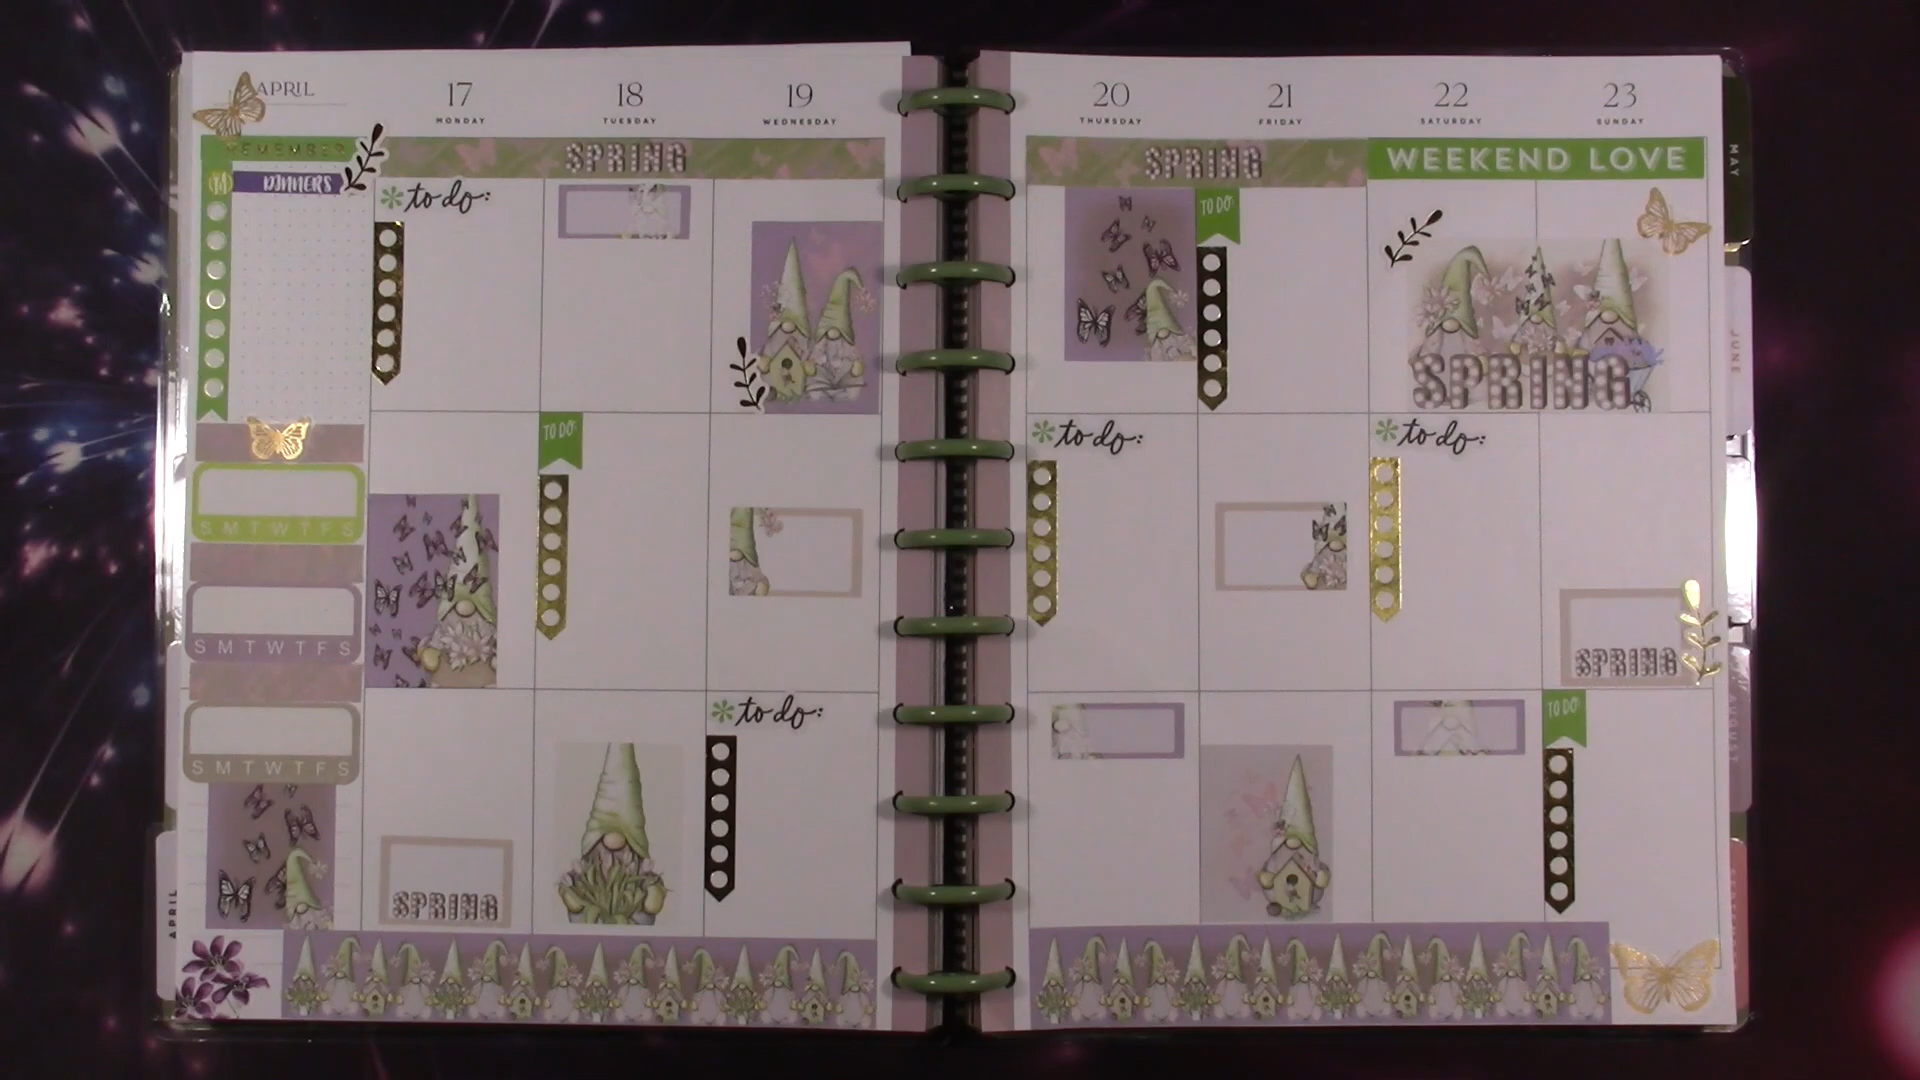 APRIL
17
MONDAY
18
TUESDAY
19
WEDNESDAY
20
THURSDAY
21
FRIDAY
22
SATURDAY
23
SUNDAY
REMEMBER
DINNERS
SPRING
SPRING
WEEKEND LOVE
*to do:
TO DO:
SPRING
TO DO:
*to do:
*to do:
S M T W T F S
S M T W T F S
SPRING
*to do:
TO DO:
S M T W T F S
SPRING
APRIL
MAY
JUNE
AUGUST